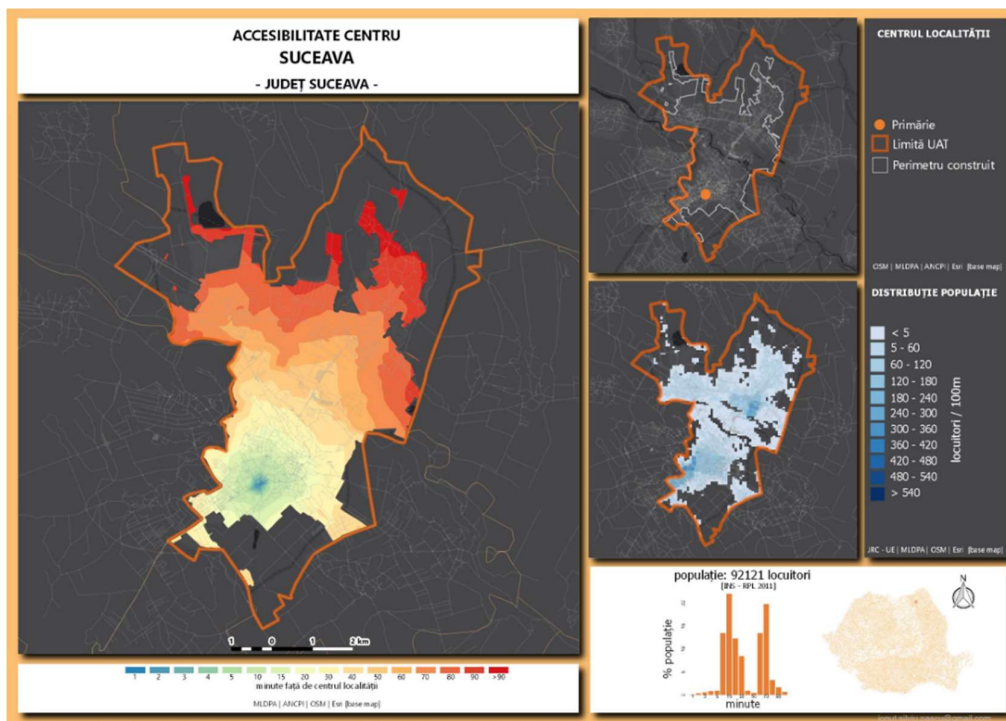 ACCESIBILITATE CENTRU
SUCEAVA
- JUDEȚ SUCEAVA -
1 0 1 2 km
1 2 3 4 5 10 15 20 30 40 50 60 70 80 90 >90
minute față de centrul localității
MLDPA | ANCPI | OSM | Esri [base map]
CENTRUL LOCALITĂȚII
Primărie
Limită UAT
Perimetru construit
OSM | MLDPA | ANCPI | Esri [base map]
DISTRIBUȚIE POPULAȚIE
< 5
5 - 60
60 - 120
120 - 180
180 - 240
240 - 300
300 - 360
360 - 420
420 - 480
480 - 540
> 540
locuitori / 100m
JRC - UE | MLDPA | OSM | Esri [base map]
populație: 92121 locuitori
[INS - RPL 2011]
% populație
minute
N